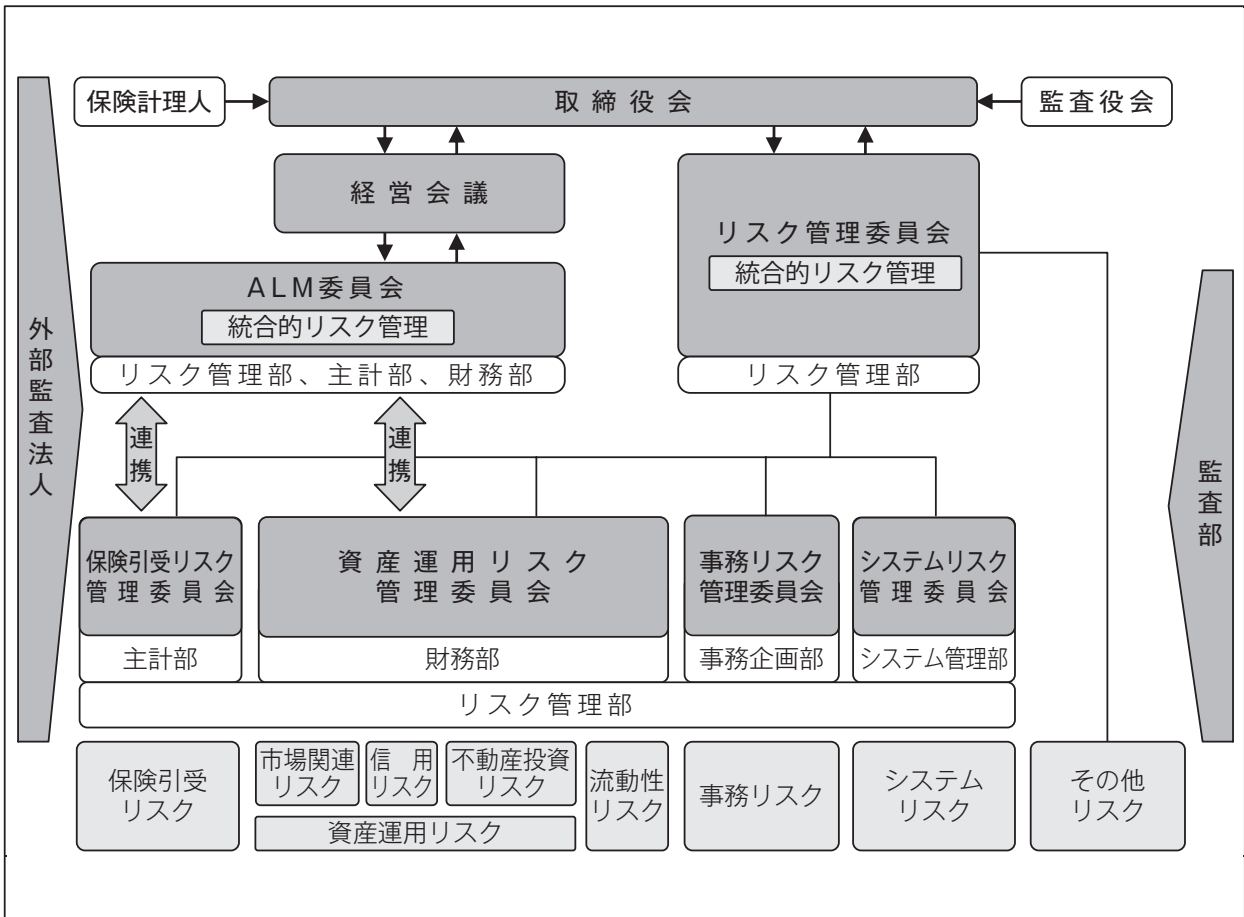 保険計理人
取締役会
監査役会
経営会議
リスク管理委員会
統合的リスク管理
ALM委員会
統合的リスク管理
リスク管理部、主計部、財務部
リスク管理部
外部監査法人
監査部
連携
連携
保険引受リスク
管理委員会
資産運用リスク
管理委員会
事務リスク
管理委員会
システムリスク
管理委員会
主計部
財務部
事務企画部
システム管理部
リスク管理部
保険引受
リスク
市場関連
リスク
信用
リスク
不動産投資
リスク
資産運用リスク
流動性
リスク
事務リスク
システム
リスク
その他
リスク